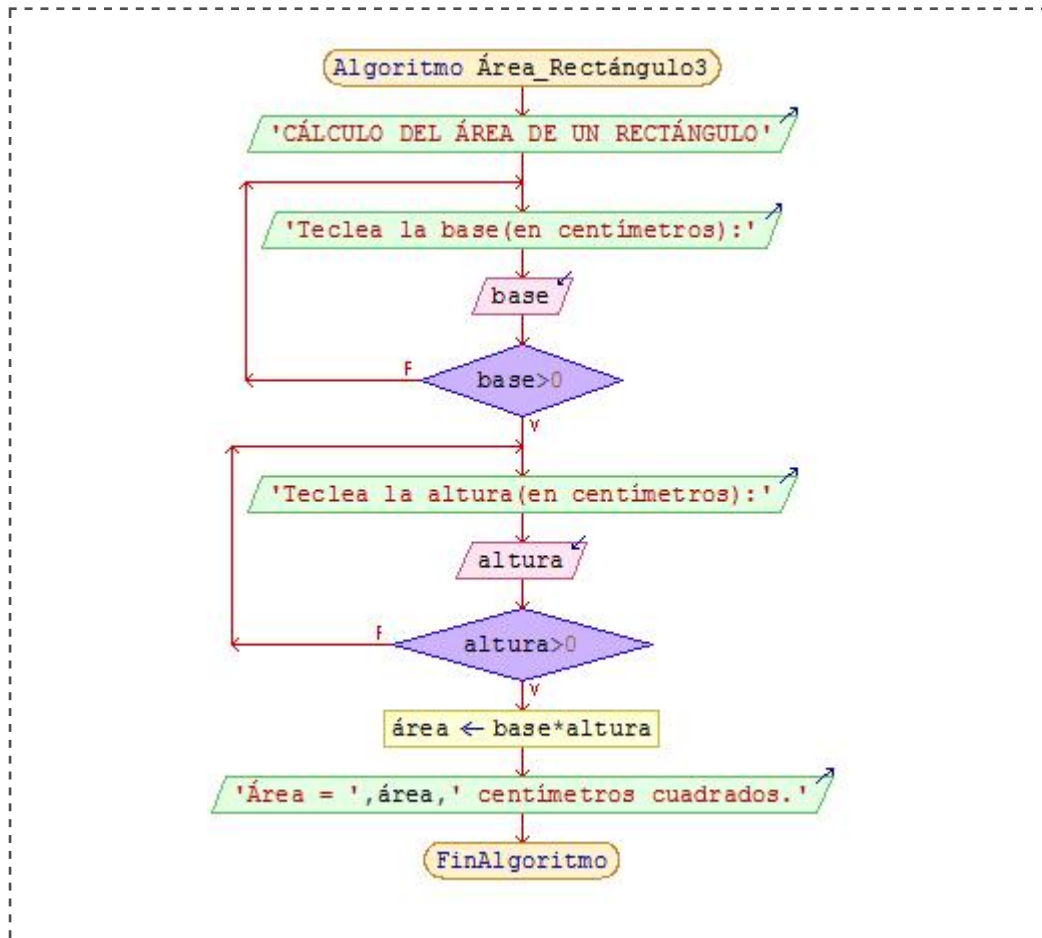 Algoritmo Área_Rectángulo3
'CÁLCULO DEL ÁREA DE UN RECTÁNGULO'
'Teclea la base(en centímetros):'
base
F
base>0
V
'Teclea la altura(en centímetros):'
altura
F
altura>0
V
área ← base*altura
'Área = ',área,' centímetros cuadrados.'
FinAlgoritmo